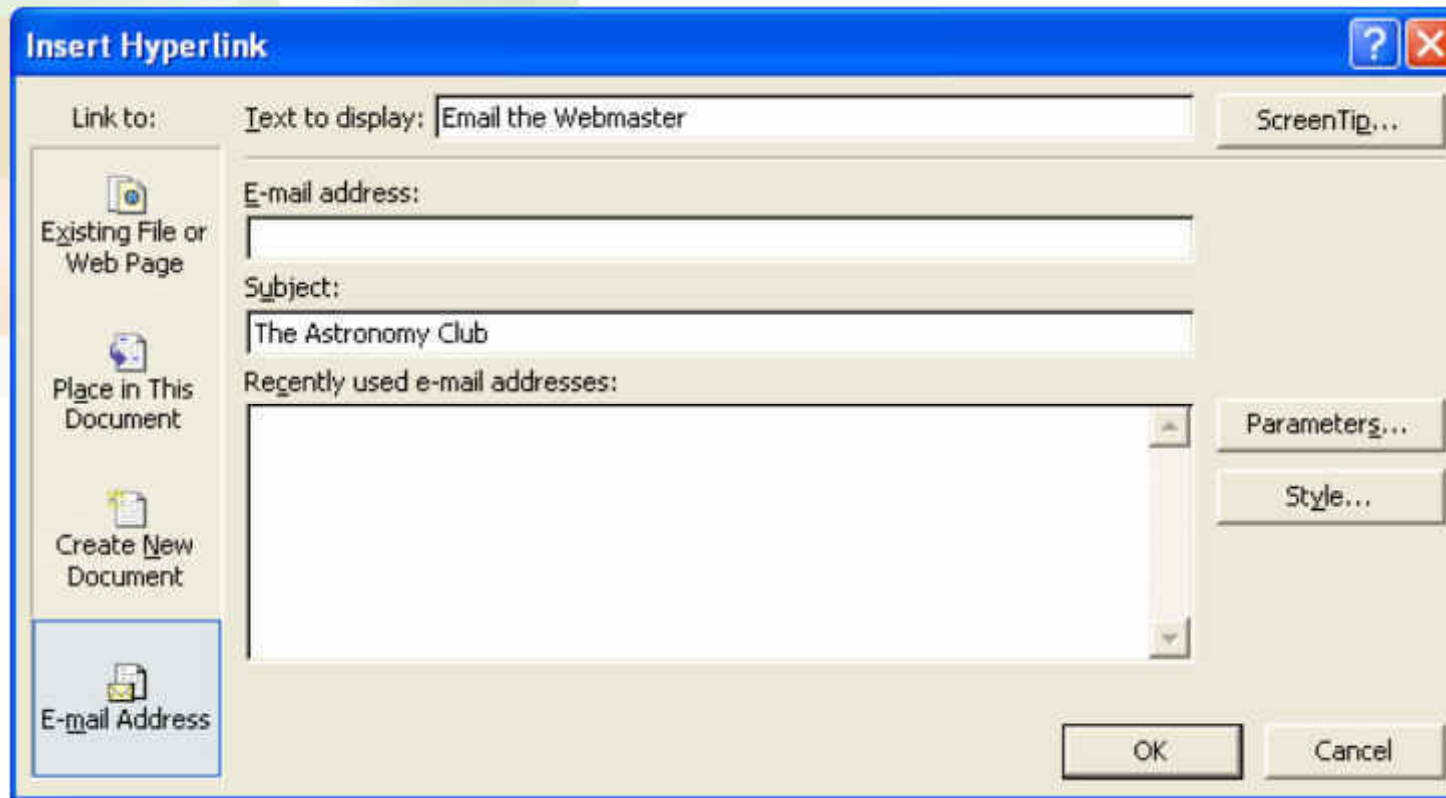 Insert Hyperlink
?
Link to:
Text to display:
Email the Webmaster
ScreenTip...
Existing File or
Web Page
E-mail address:
Subject:
The Astronomy Club
Place in This
Document
Recently used e-mail addresses:
Parameters...
Style...
Create New
Document
E-mail Address
OK
Cancel